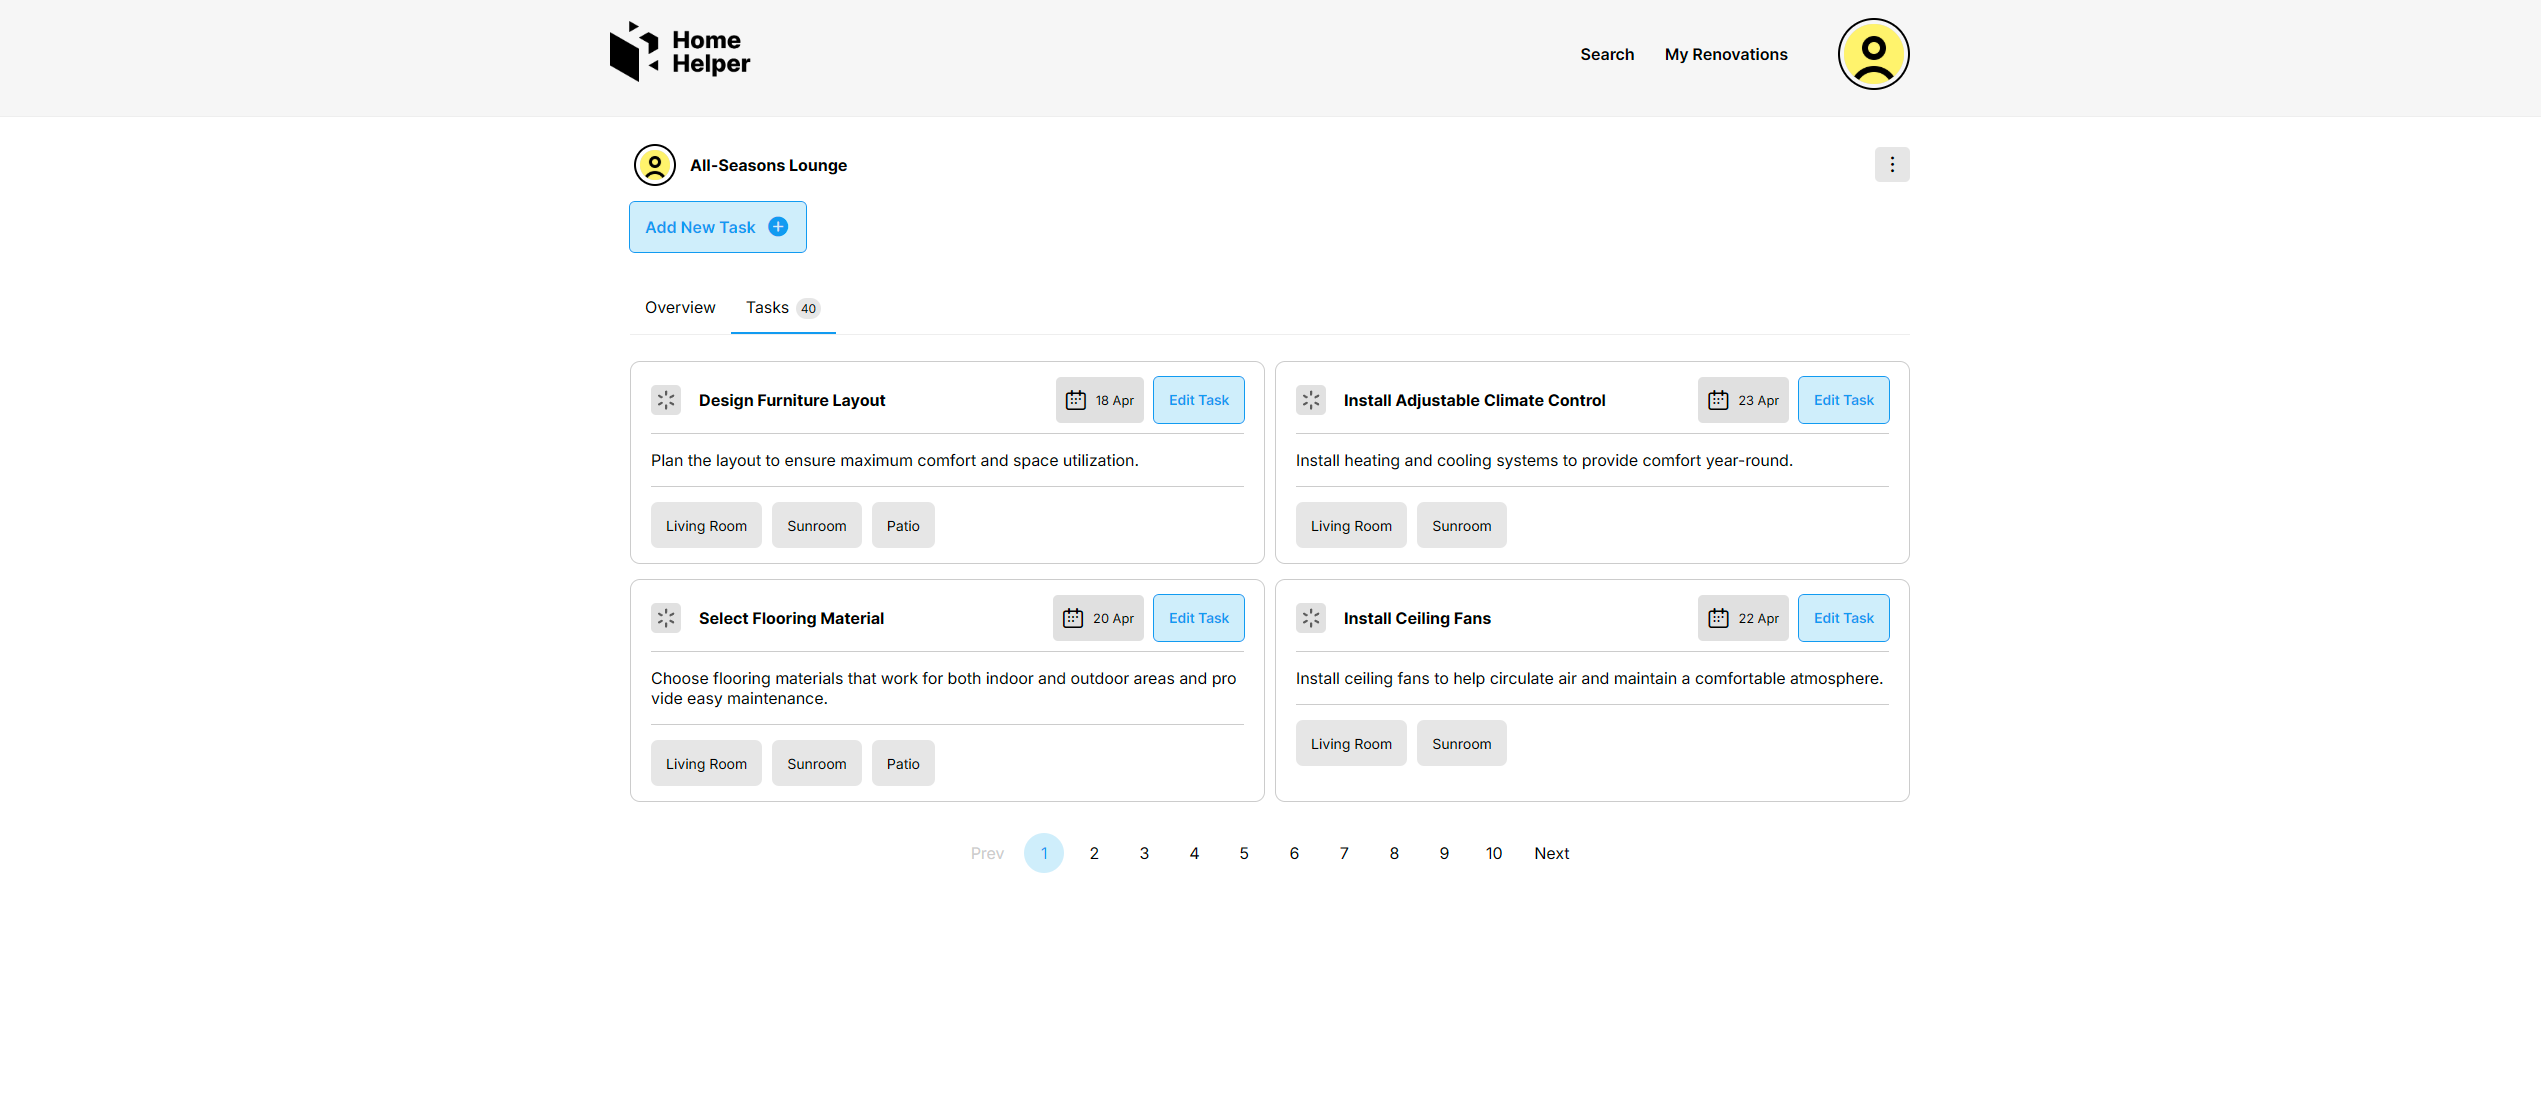 Home
Helper
Search
My Renovations
All-Seasons Lounge
Add New Task
Overview
Tasks 40
Design Furniture Layout
18 Apr
Edit Task
Plan the layout to ensure maximum comfort and space utilization.
Living Room
Sunroom
Patio
Install Adjustable Climate Control
23 Apr
Edit Task
Install heating and cooling systems to provide comfort year-round.
Living Room
Sunroom
Select Flooring Material
20 Apr
Edit Task
Choose flooring materials that work for both indoor and outdoor areas and pro
vide easy maintenance.
Living Room
Sunroom
Patio
Install Ceiling Fans
22 Apr
Edit Task
Install ceiling fans to help circulate air and maintain a comfortable atmosphere.
Living Room
Sunroom
Prev 1 2 3 4 5 6 7 8 9 10 Next